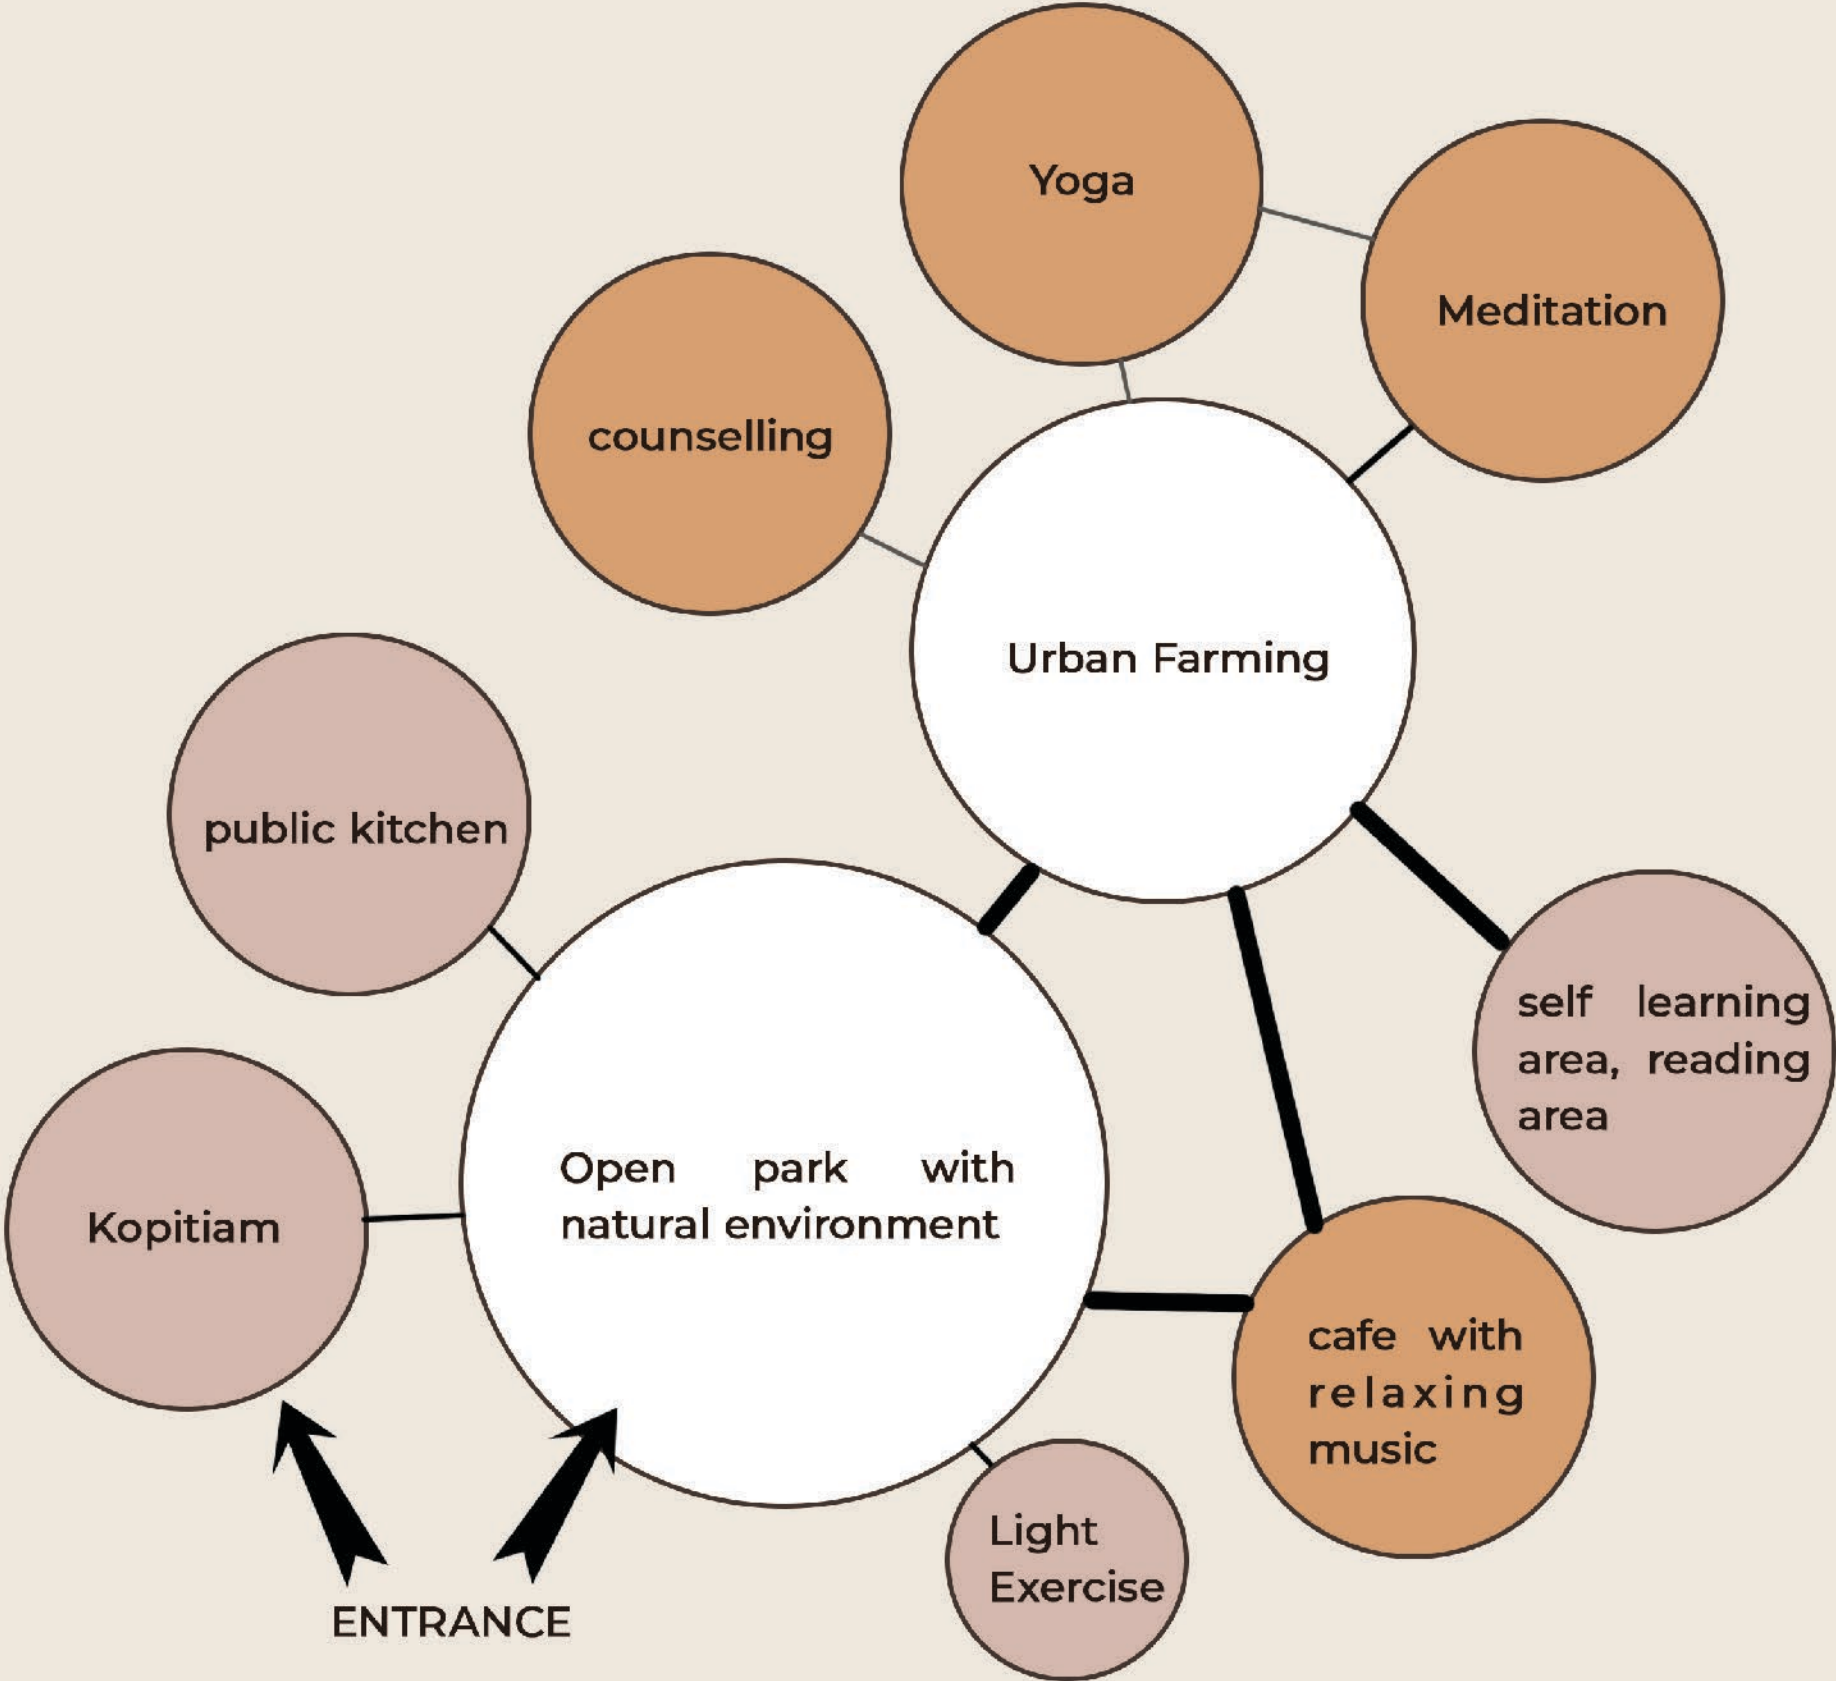 Yoga
Meditation
counselling
Urban Farming
public kitchen
self learning
area, reading
area
Open park with
natural environment
Kopitiam
cafe with
relaxing
music
Light
Exercise
ENTRANCE